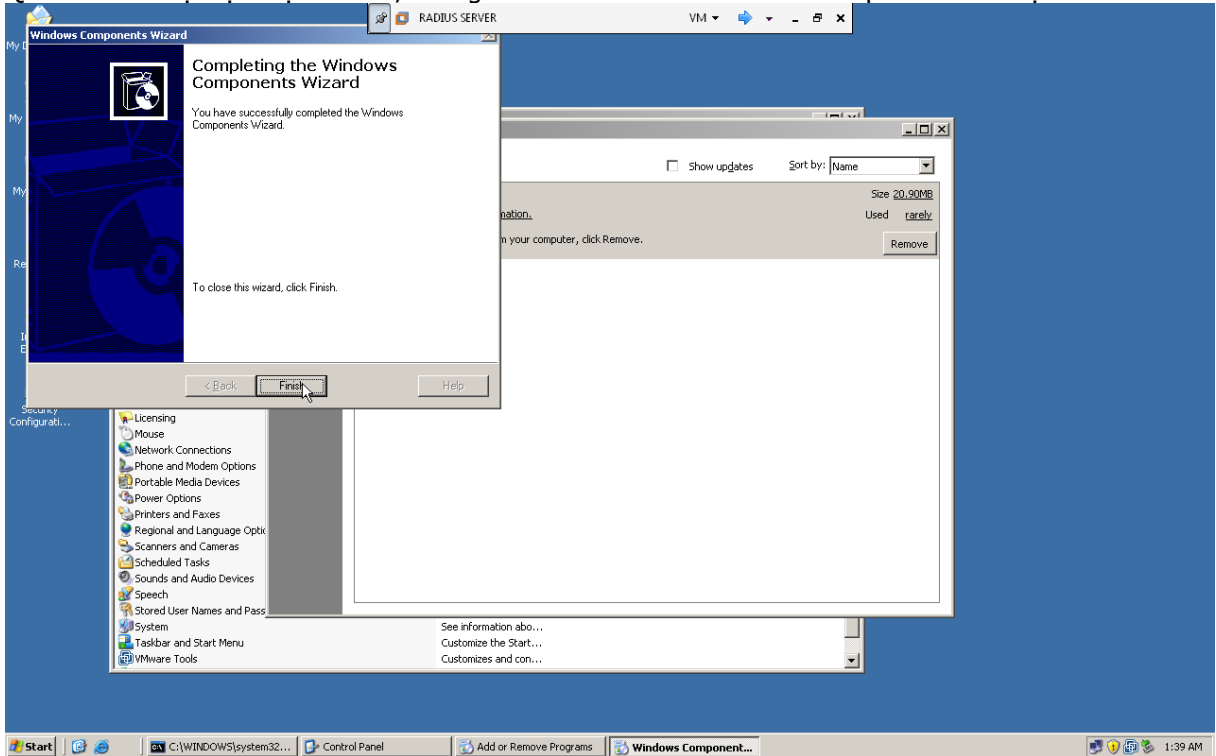 RADIUS SERVER
VM
Windows Components Wizard
Completing the Windows
Components Wizard
You have successfully completed the Windows
Components Wizard.
To close this wizard, click Finish.
< Back
Finish
Help
Show updates
Sort by:
Name
Size 20.90MB
Used rarely
your computer, click Remove.
Remove
My
My
Security
Configurati...
Licensing
Mouse
Network Connections
Phone and Modem Options
Portable Media Devices
Power Options
Printers and Faxes
Regional and Language
Scanners and Cameras
Scheduled Tasks
Sounds and Audio Devices
Speech
Stored User Names and Pass
System
See information abo...
Taskbar and Start Menu
Customize the Start...
VMware Tools
Customizes and con...
Start
C:\WINDOWS\system32...
Control Panel
Add or Remove Programs
Windows Component...
1:39 AM